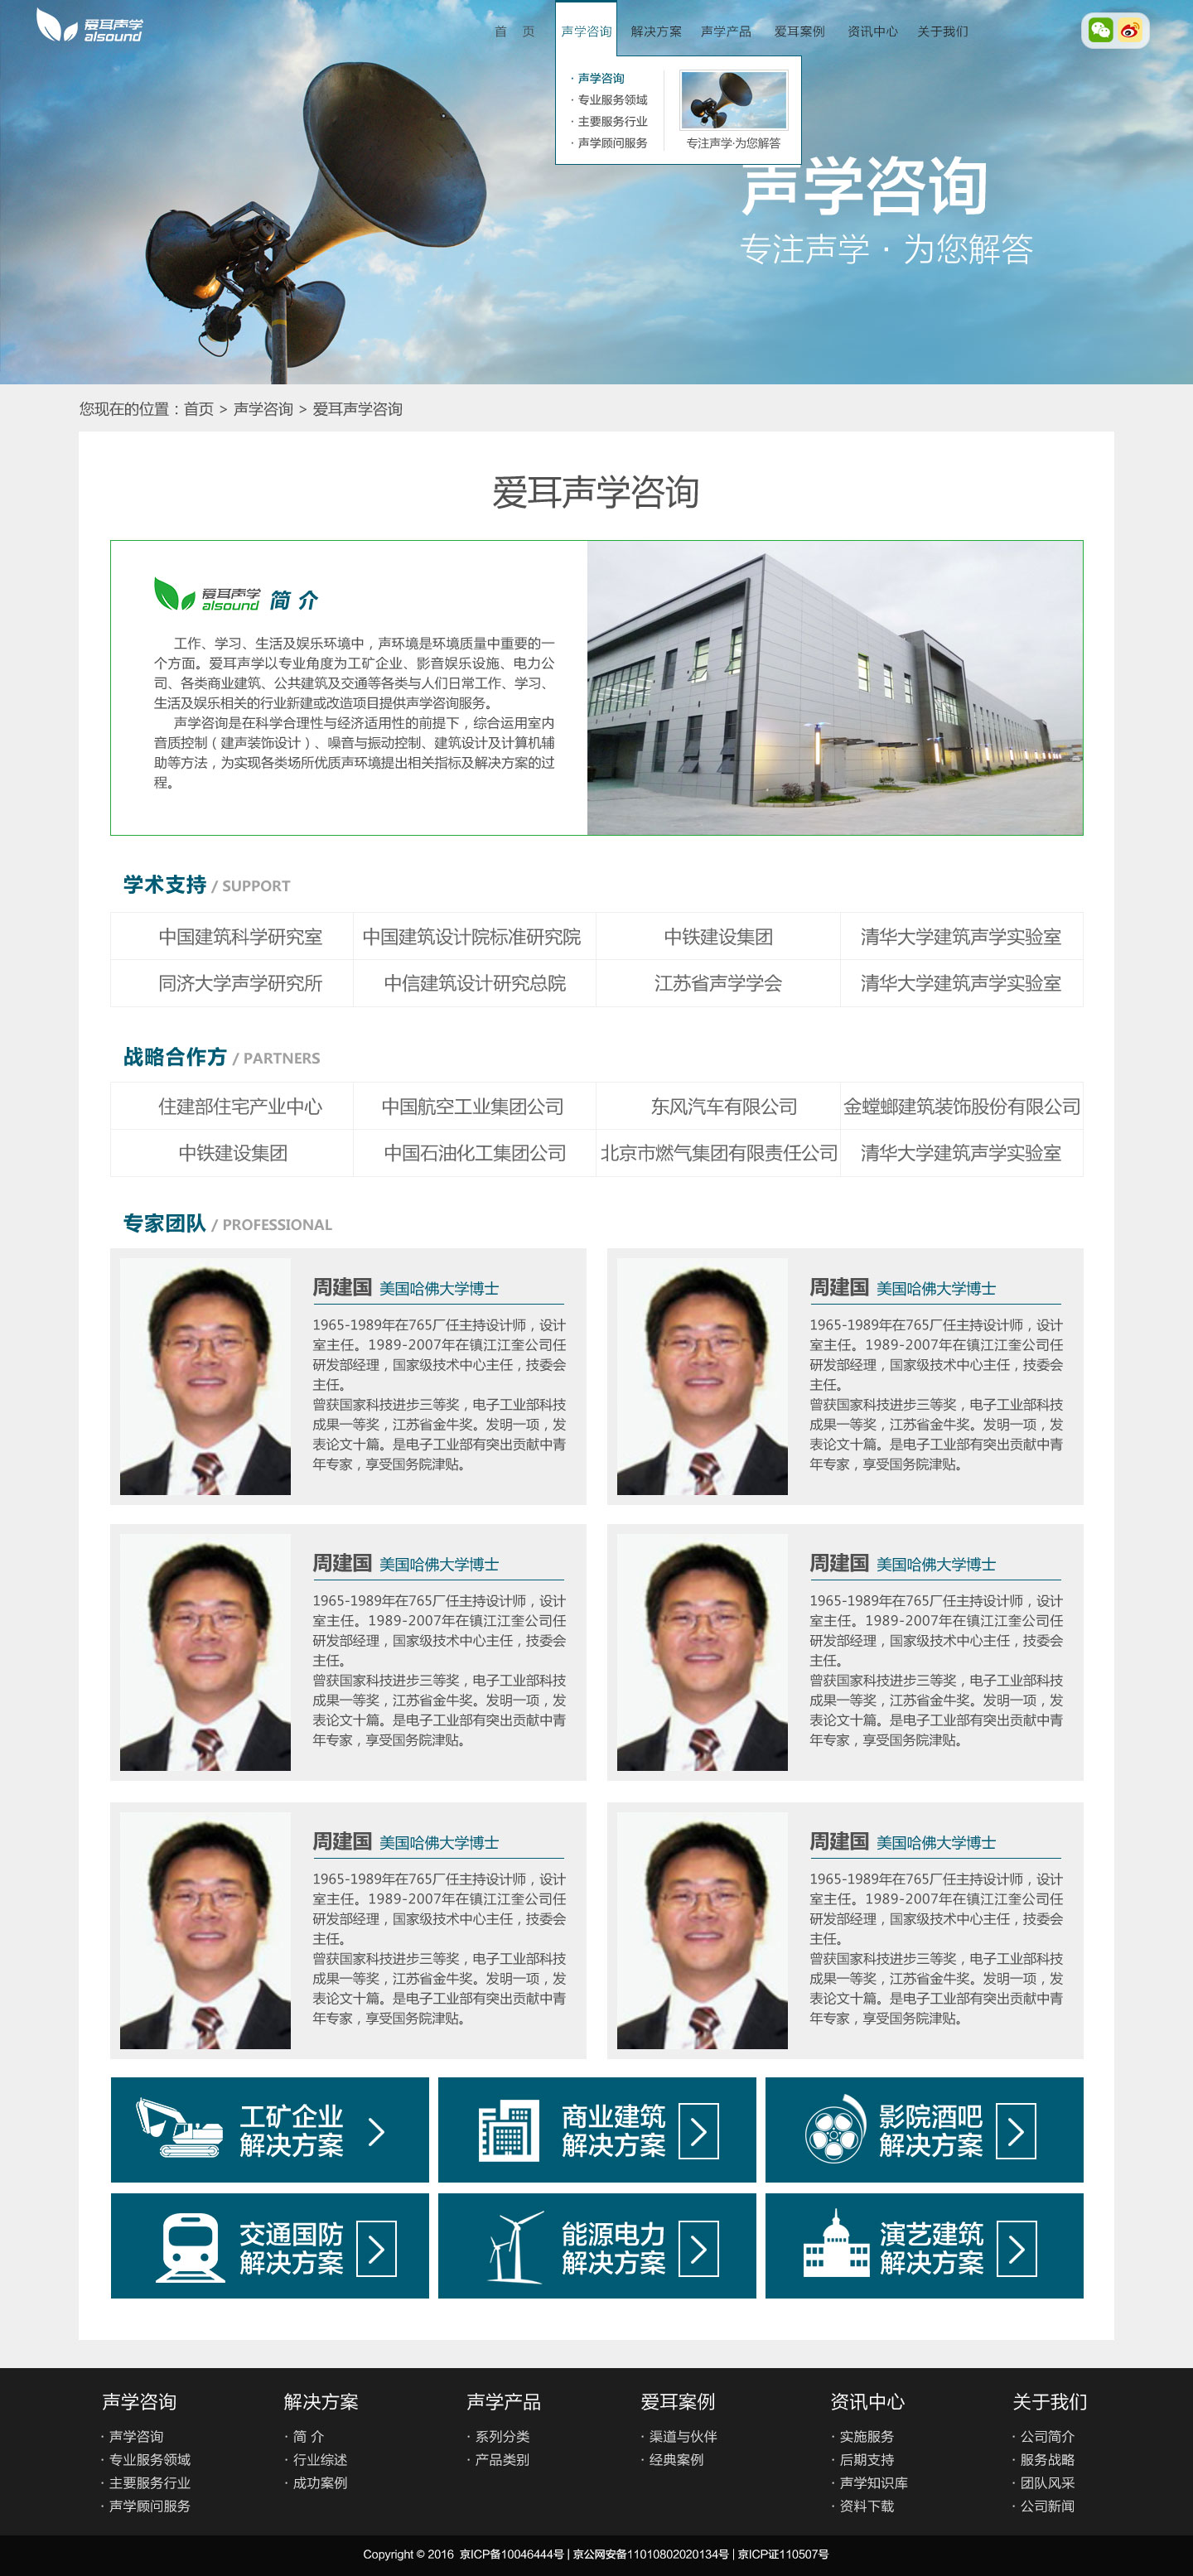 爱耳声学
alsound
首 页
声学咨询
解决方案
声学产品
爱耳案例
资讯中心
关于我们
· 声学咨询
· 专业服务领域
· 主要服务行业
· 声学顾问服务
专注声学·为您解答
声学咨询
专注声学 · 为您解答
您现在的位置：首页 > 声学咨询 > 爱耳声学咨询
爱耳声学咨询
爱耳声学
alsound
简 介
工作、学习、生活及娱乐环境中，声环境是环境质量中重要的一
个方面。爱耳声学以专业角度为工矿企业、影音娱乐设施、电力公
司、各类商业建筑、公共建筑及交通等各类与人们日常工作、学习、
生活及娱乐相关的行业新建或改造项目提供声学咨询服务。
声学咨询是在科学合理性与经济适用性的前提下，综合运用室内
音质控制（建声装饰设计）、噪音与振动控制、建筑设计及计算机辅
助等方法，为实现各类场所优质声环境提出相关指标及解决方案的过
程。
学术支持 / SUPPORT
中国建筑科学研究室 中国建筑设计院标准研究院 中铁建设集团 清华大学建筑声学实验室
同济大学声学研究所 中信建筑设计研究总院 江苏省声学学会 清华大学建筑声学实验室
战略合作方 / PARTNERS
住建部住宅产业中心 中国航空工业集团公司 东风汽车有限公司 金螳螂建筑装饰股份有限公司
中铁建设集团 中国石油化工集团公司 北京市燃气集团有限责任公司 清华大学建筑声学实验室
专家团队 / PROFESSIONAL
周建国 美国哈佛大学博士
1965-1989年在765厂任主持设计师，设计
室主任。1989-2007年在镇江江奎公司任
研发部经理，国家级技术中心主任，技委会
主任。
曾获国家科技进步三等奖，电子工业部科技
成果一等奖，江苏省金牛奖。发明一项，发
表论文十篇。是电子工业部有突出贡献中青
年专家，享受国务院津贴。
周建国 美国哈佛大学博士
1965-1989年在765厂任主持设计师，设计
室主任。1989-2007年在镇江江奎公司任
研发部经理，国家级技术中心主任，技委会
主任。
曾获国家科技进步三等奖，电子工业部科技
成果一等奖，江苏省金牛奖。发明一项，发
表论文十篇。是电子工业部有突出贡献中青
年专家，享受国务院津贴。
周建国 美国哈佛大学博士
1965-1989年在765厂任主持设计师，设计
室主任。1989-2007年在镇江江奎公司任
研发部经理，国家级技术中心主任，技委会
主任。
曾获国家科技进步三等奖，电子工业部科技
成果一等奖，江苏省金牛奖。发明一项，发
表论文十篇。是电子工业部有突出贡献中青
年专家，享受国务院津贴。
周建国 美国哈佛大学博士
1965-1989年在765厂任主持设计师，设计
室主任。1989-2007年在镇江江奎公司任
研发部经理，国家级技术中心主任，技委会
主任。
曾获国家科技进步三等奖，电子工业部科技
成果一等奖，江苏省金牛奖。发明一项，发
表论文十篇。是电子工业部有突出贡献中青
年专家，享受国务院津贴。
周建国 美国哈佛大学博士
1965-1989年在765厂任主持设计师，设计
室主任。1989-2007年在镇江江奎公司任
研发部经理，国家级技术中心主任，技委会
主任。
曾获国家科技进步三等奖，电子工业部科技
成果一等奖，江苏省金牛奖。发明一项，发
表论文十篇。是电子工业部有突出贡献中青
年专家，享受国务院津贴。
周建国 美国哈佛大学博士
1965-1989年在765厂任主持设计师，设计
室主任。1989-2007年在镇江江奎公司任
研发部经理，国家级技术中心主任，技委会
主任。
曾获国家科技进步三等奖，电子工业部科技
成果一等奖，江苏省金牛奖。发明一项，发
表论文十篇。是电子工业部有突出贡献中青
年专家，享受国务院津贴。
工矿企业
解决方案
商业建筑
解决方案
影院酒吧
解决方案
交通国防
解决方案
能源电力
解决方案
演艺建筑
解决方案
声学咨询
· 声学咨询
· 专业服务领域
· 主要服务行业
· 声学顾问服务
解决方案
· 简 介
· 行业综述
· 成功案例
声学产品
· 系列分类
· 产品类别
爱耳案例
· 渠道与伙伴
· 经典案例
资讯中心
· 实施服务
· 后期支持
· 声学知识库
· 资料下载
关于我们
· 公司简介
· 服务战略
· 团队风采
· 公司新闻
Copyright © 2016 京ICP备10046444号 | 京公网安备11010802020134号 | 京ICP证110507号